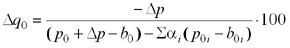 Δq₀ = −Δp / ((p₀ + Δp − b₀) − Σαᵢ(p₀ᵢ − b₀ᵢ)) · 100